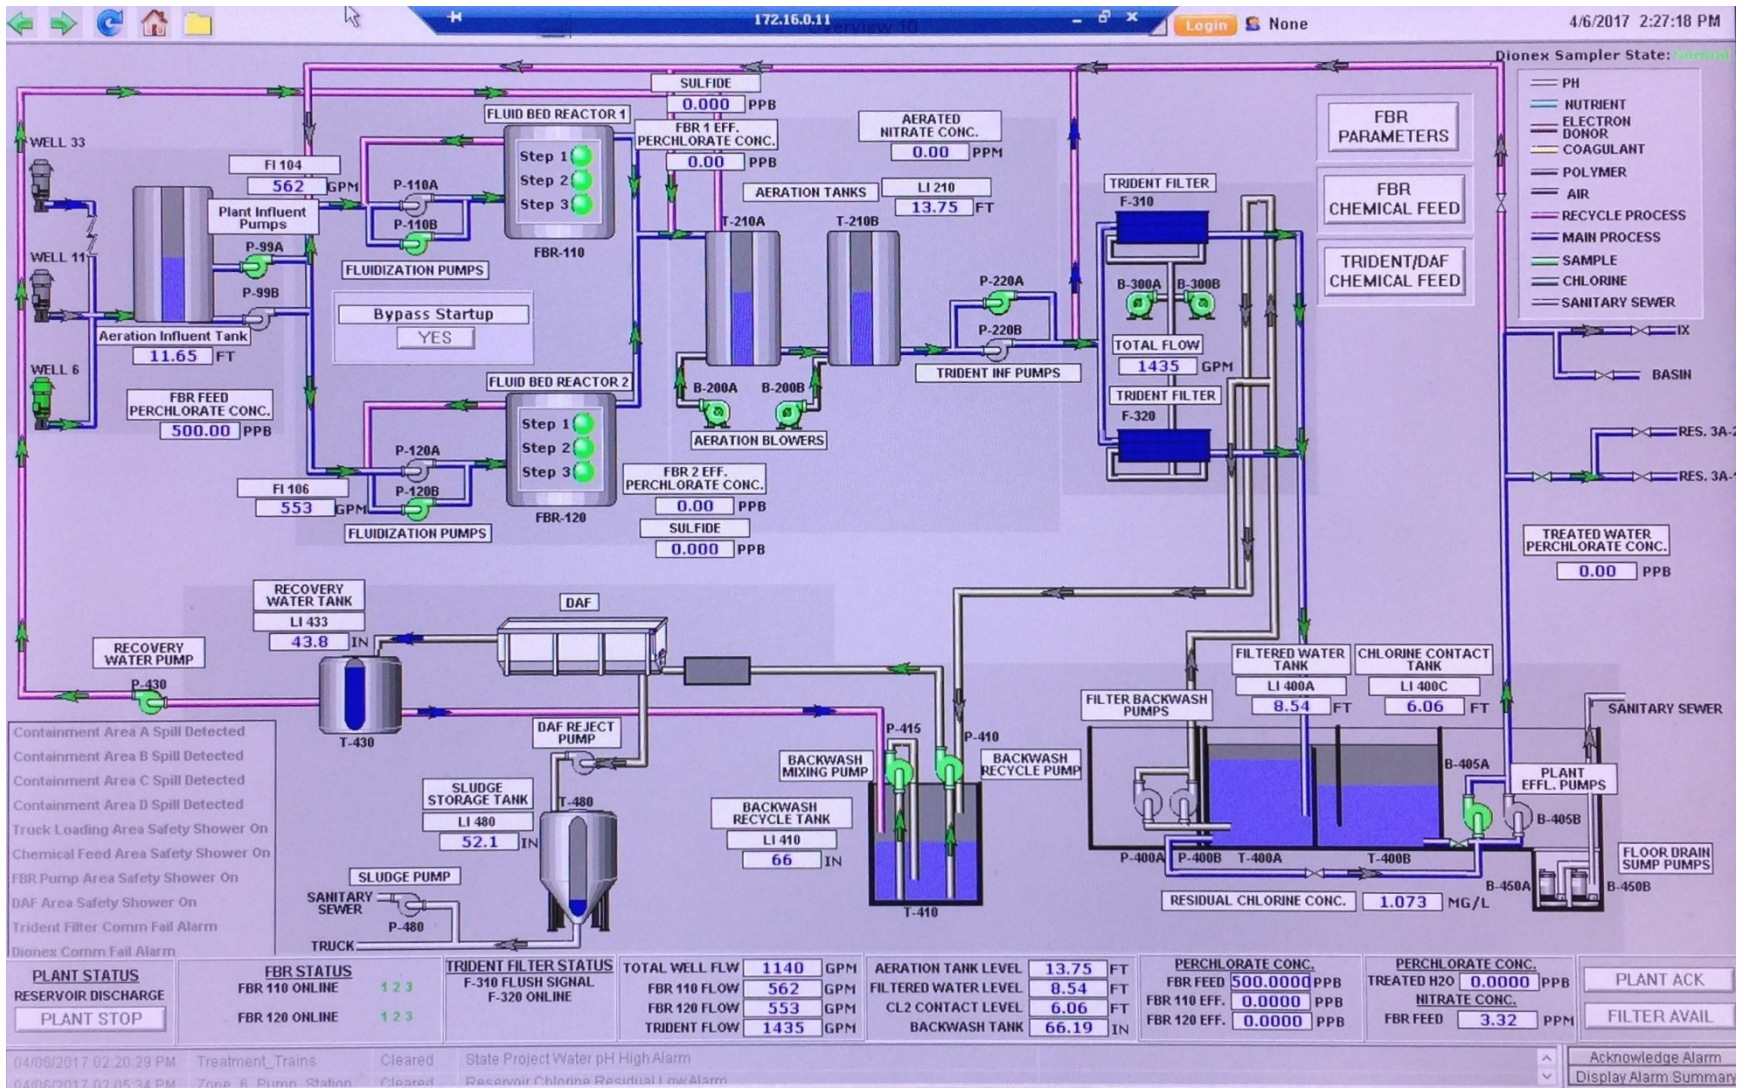 172.16.0.11
Overview 10
Login
None
4/6/2017 2:27:18 PM
Dionex Sampler State: Normal
PH
NUTRIENT
ELECTRON
DONOR
COAGULANT
POLYMER
AIR
RECYCLE PROCESS
MAIN PROCESS
SAMPLE
CHLORINE
SANITARY SEWER
FBR
PARAMETERS
FBR
CHEMICAL FEED
TRIDENT/DAF
CHEMICAL FEED
WELL 33
WELL 11
WELL 6
Aeration Influent Tank
11.65 FT
FBR FEED
PERCHLORATE CONC.
500.00 PPB
FI 104
562 GPM
Plant Influent
Pumps
P-99A
P-99B
P-110A
P-110B
FLUIDIZATION PUMPS
Bypass Startup
YES
FLUID BED REACTOR 1
Step 1
Step 2
Step 3
FBR-110
FLUID BED REACTOR 2
Step 1
Step 2
Step 3
FBR-120
P-120A
P-120B
FI 106
553 GPM
FLUIDIZATION PUMPS
SULFIDE
0.000 PPB
FBR 1 EFF.
PERCHLORATE CONC.
0.00 PPB
AERATED
NITRATE CONC.
0.00 PPM
AERATION TANKS
LI 210
13.75 FT
T-210A
T-210B
B-200A
B-200B
AERATION BLOWERS
FBR 2 EFF.
PERCHLORATE CONC.
0.00 PPB
SULFIDE
0.000 PPB
P-220A
P-220B
TRIDENT INF PUMPS
TRIDENT FILTER
F-310
B-300A
B-300B
TOTAL FLOW
1435 GPM
TRIDENT FILTER
F-320
IX
BASIN
RES. 3A-2
RES. 3A-1
TREATED WATER
PERCHLORATE CONC.
0.00 PPB
RECOVERY
WATER TANK
LI 433
43.8 IN
T-430
RECOVERY
WATER PUMP
P-430
DAF
DAF REJECT
PUMP
SLUDGE
STORAGE TANK
LI 480
52.1 IN
T-480
SLUDGE PUMP
SANITARY
SEWER
P-480
TRUCK
BACKWASH
MIXING PUMP
P-415
P-410
BACKWASH
RECYCLE PUMP
BACKWASH
RECYCLE TANK
LI 410
66 IN
T-410
FILTER BACKWASH
PUMPS
FILTERED WATER
TANK
LI 400A
8.54 FT
CHLORINE CONTACT
TANK
LI 400C
6.06 FT
P-400A
P-400B
T-400A
T-400B
RESIDUAL CHLORINE CONC.
1.073 MG/L
B-405A
B-405B
PLANT
EFFL. PUMPS
SANITARY SEWER
FLOOR DRAIN
SUMP PUMPS
B-450A
B-450B
Containment Area A Spill Detected
Containment Area B Spill Detected
Containment Area C Spill Detected
Containment Area D Spill Detected
Truck Loading Area Safety Shower On
Chemical Feed Area Safety Shower On
FBR Pump Area Safety Shower On
DAF Area Safety Shower On
Trident Filter Comm Fail Alarm
Dionex Comm Fail Alarm
PLANT STATUS
RESERVOIR DISCHARGE
PLANT STOP
FBR STATUS
FBR 110 ONLINE 1 2 3
FBR 120 ONLINE 1 2 3
TRIDENT FILTER STATUS
F-310 FLUSH SIGNAL
F-320 ONLINE
TOTAL WELL FLW 1140 GPM
FBR 110 FLOW 562 GPM
FBR 120 FLOW 553 GPM
TRIDENT FLOW 1435 GPM
AERATION TANK LEVEL 13.75 FT
FILTERED WATER LEVEL 8.54 FT
CL2 CONTACT LEVEL 6.06 FT
BACKWASH TANK 66.19 IN
PERCHLORATE CONC.
FBR FEED 500.0000 PPB
FBR 110 EFF. 0.0000 PPB
FBR 120 EFF. 0.0000 PPB
PERCHLORATE CONC.
TREATED H2O 0.0000 PPB
NITRATE CONC.
FBR FEED 3.32 PPM
PLANT ACK
FILTER AVAIL
04/06/2017 02:20:29 PM Treatment_Trains Cleared State Project Water pH High Alarm
04/06/2017 02:05:34 PM Zone_6_Pump_Station Cleared Reservoir Chlorine Residual Low Alarm
Acknowledge Alarm
Display Alarm Summary